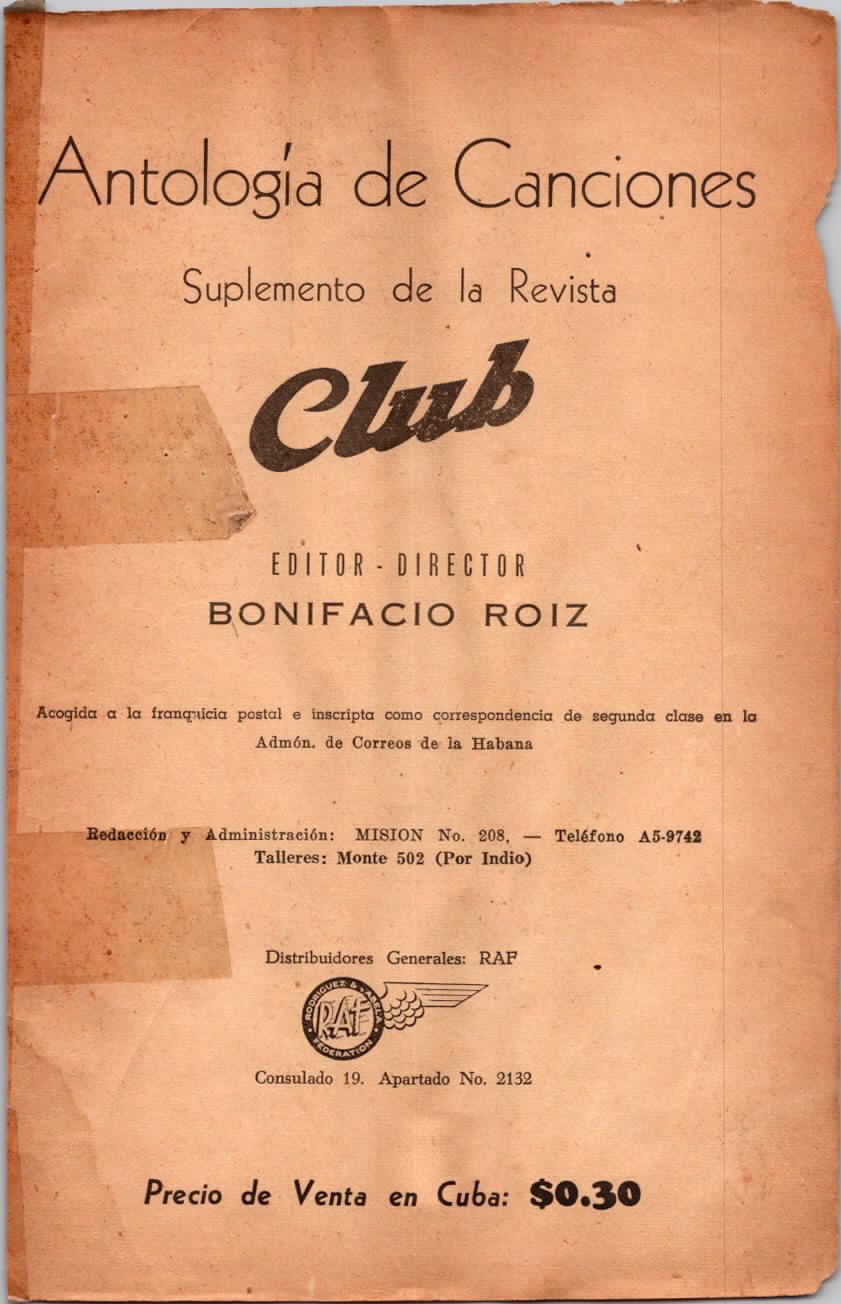 Antología de Canciones
Suplemento de la Revista
Club
EDITOR - DIRECTOR
BONIFACIO ROIZ
Acogida a la franquicia postal e inscripta como correspondencia de segunda clase en la
Admón. de Correos de la Habana
Redacción y Administración: MISION No. 208, — Teléfono A5-9742
Talleres: Monte 502 (Por Indio)
Distribuidores Generales: RAF
RODRIGUEZ &
RAF
FEDERATION
Consulado 19. Apartado No. 2132
Precio de Venta en Cuba: $0.30